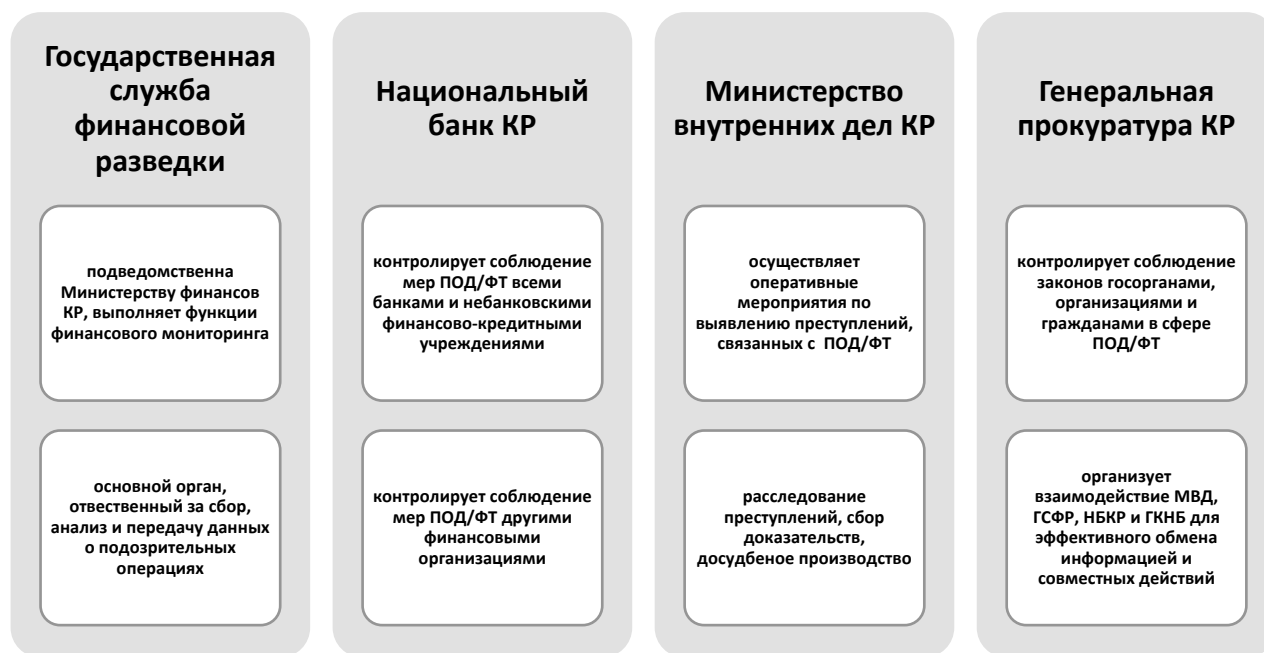 Государственная
служба
финансовой
разведки
подведомственна
Министерству финансов
КР, выполняет функции
финансового мониторинга
основной орган,
отвественный за сбор,
анализ и передачу данных
о подозрительных
операциях
Национальный
банк КР
контролирует соблюдение
мер ПОД/ФТ всеми
банками и небанковскими
финансово-кредитными
учреждениями
контролирует соблюдение
мер ПОД/ФТ другими
финансовыми
организациями
Министерство
внутренних дел КР
осуществляет
оперативные
мероприятия по
выявлению преступлений,
связанных с  ПОД/ФТ
расследование
преступлений, сбор
доказательств,
досудбеное производство
Генеральная
прокуратура КР
контролирует соблюдение
законов госорганами,
организациями и
гражданами в сфере
ПОД/ФТ
организует
взаимодействие МВД,
ГСФР, НБКР и ГКНБ для
эффективного обмена
информацией и
совместных действий